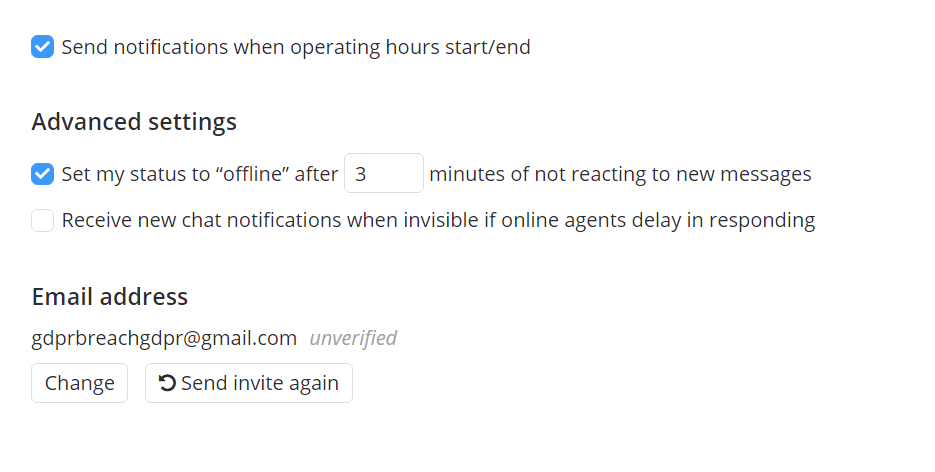 Send notifications when operating hours start/end
Advanced settings
Set my status to “offline” after 3 minutes of not reacting to new messages
Receive new chat notifications when invisible if online agents delay in responding
Email address
gdprbreachgdpr@gmail.com unverified
Change Send invite again